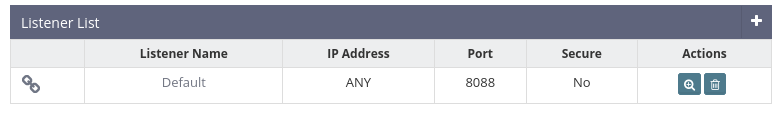 Listener List
Listener Name IP Address Port Secure Actions
Default ANY 8088 No